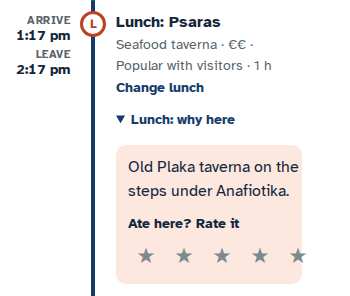 ARRIVE
1:17 pm
LEAVE
2:17 pm
L
Lunch: Psaras
Seafood taverna · €€ ·
Popular with visitors · 1 h
Change lunch
▼ Lunch: why here
Old Plaka taverna on the
steps under Anafiotika.
Ate here? Rate it
★ ★ ★ ★ ★